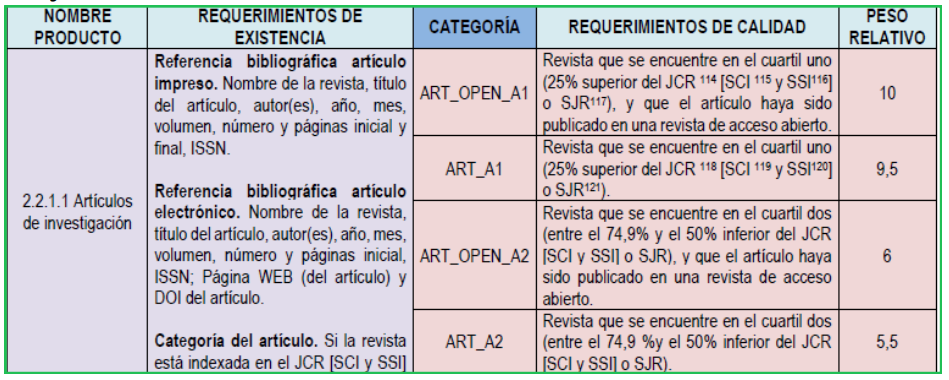 NOMBRE PRODUCTO
REQUERIMIENTOS DE EXISTENCIA
CATEGORÍA
REQUERIMIENTOS DE CALIDAD
PESO RELATIVO
2.2.1.1 Artículos
de investigación
Referencia bibliográfica artículo
impreso. Nombre de la revista, título
del artículo, autor(es), año, mes,
volumen, número y páginas inicial y
final, ISSN.
Referencia bibliográfica artículo
electrónico. Nombre de la revista,
título del artículo, autor(es), año, mes,
volumen, número y páginas inicial,
ISSN; Página WEB (del artículo) y
DOI del artículo.
Categoría del artículo. Si la revista
está indexada en el JCR [SCI y SSI]
ART_OPEN_A1
Revista que se encuentre en el cuartil uno
(25% superior del JCR 114 [SCI 115 y SSI116]
o SJR117), y que el artículo haya sido
publicado en una revista de acceso abierto.
10
ART_A1
Revista que se encuentre en el cuartil uno
(25% superior del JCR 118 [SCI 119 y SSI120]
o SJR121).
9,5
ART_OPEN_A2
Revista que se encuentre en el cuartil dos
(entre el 74,9% y el 50% inferior del JCR
[SCI y SSI] o SJR), y que el artículo haya
sido publicado en una revista de acceso
abierto.
6
ART_A2
Revista que se encuentre en el cuartil dos
(entre el 74,9 %y el 50% inferior del JCR
[SCI y SSI] o SJR).
5,5